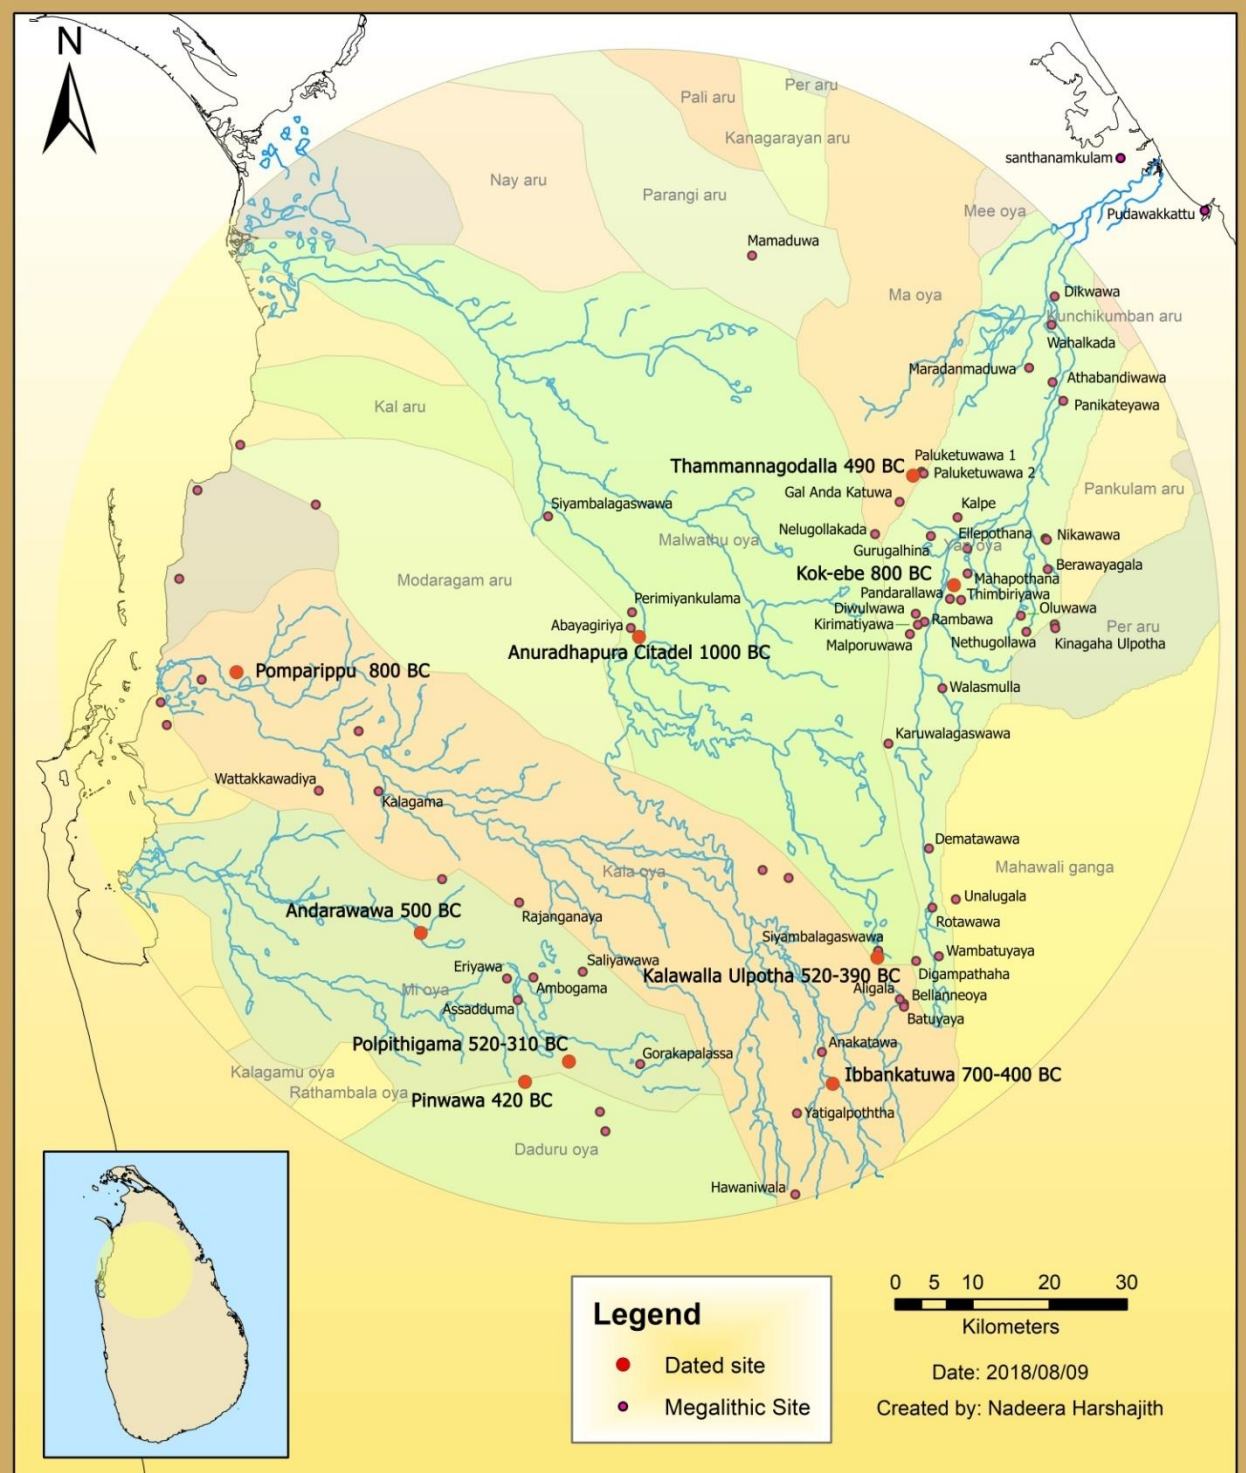 N
Pali aru
Per aru
Kanagarayan aru
santhanamkulam
Nay aru
Parangi aru
Mee oya
Pudawakkattu
Mamaduwa
Dikwawa
Ma oya
Kunchikumban aru
Wahalkada
Maradanmaduwa
Athabandiwawa
Kal aru
Panikateyawa
Paluketuwawa 1
Thammannagodalla 490 BC
Paluketuwawa 2
Gal Anda Katuwa
Pankulam aru
Siyambalagaswawa
Kalpe
Nelugollakada
Ellepothana
Nikawawa
Malwathu oya
Yan oya
Gurugalhina
Berawayagala
Kok-ebe 800 BC
Mahapothana
Modaragam aru
Pandarallawa
Thimbiriyawa
Perimiyankulama
Diwulwawa
Oluwawa
Abayagiriya
Kirimatiyawa
Rambawa
Per aru
Malporuwawa
Nethugollawa
Kinagaha Ulpotha
Anuradhapura Citadel 1000 BC
Pomparippu 800 BC
Walasmulla
Karuwalagaswawa
Wattakkawadiya
Kalagama
Dematawawa
Mahawali ganga
Kala oya
Unalugala
Andarawawa 500 BC
Rajanganaya
Rotawawa
Siyambalagaswawa
Wambatuyaya
Saliyawawa
Eriyawa
Kalawalla Ulpotha 520-390 BC
Digampathaha
Ambogama
Mi oya
Aligala
Bellanneoya
Assadduma
Batuyaya
Polpithigama 520-310 BC
Anakatawa
Gorakapalassa
Kalagamu oya
Ibbankatuwa 700-400 BC
Rathambala oya
Pinwawa 420 BC
Yatigalpoththa
Daduru oya
Hawaniwala
0 5 10 20 30
Kilometers
Legend
Dated site
Megalithic Site
Date: 2018/08/09
Created by: Nadeera Harshajith